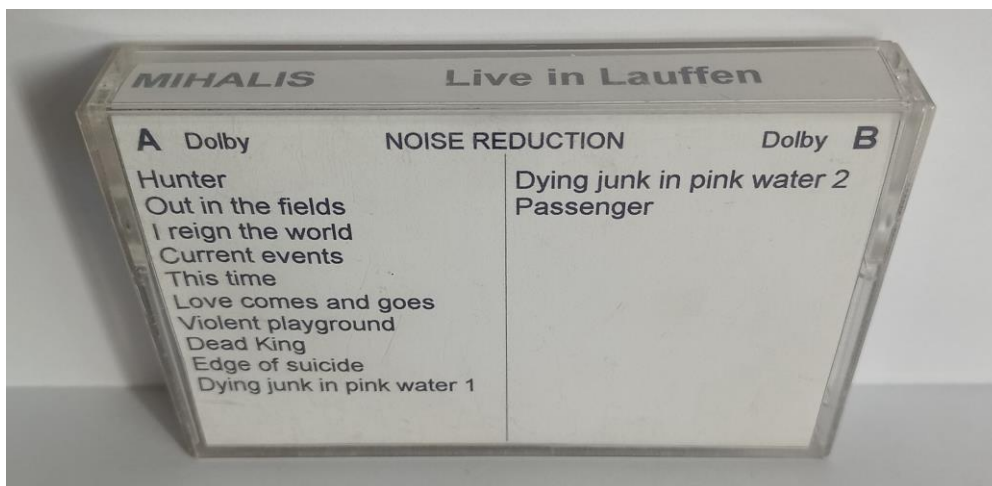 MIHALIS Live in Lauffen
A Dolby NOISE REDUCTION Dolby B
Hunter
Out in the fields
I reign the world
Current events
This time
Love comes and goes
Violent playground
Dead King
Edge of suicide
Dying junk in pink water 1
Dying junk in pink water 2
Passenger